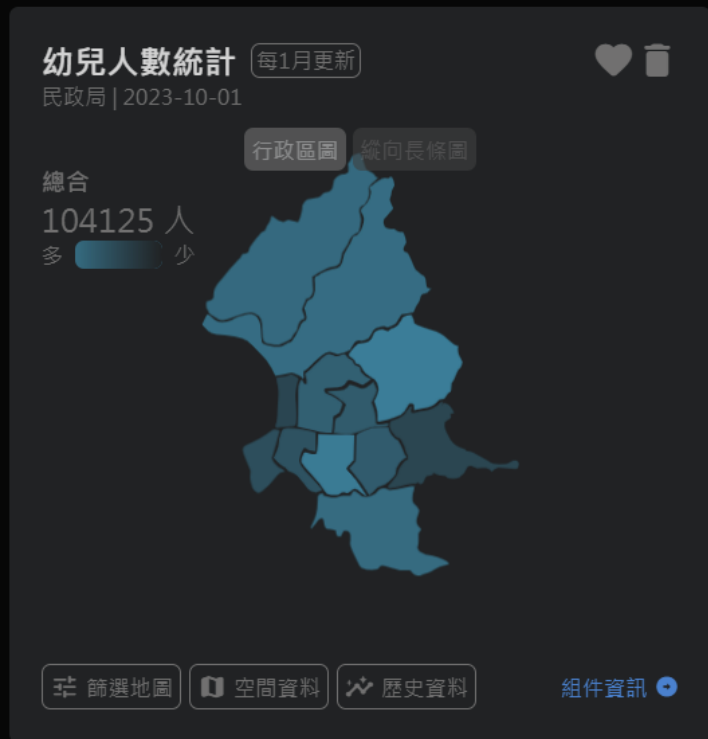 幼兒人數統計 每1月更新
民政局 | 2023-10-01
行政區圖 縱向長條圖
總合
104125 人
多 少
篩選地圖 空間資料 歷史資料 組件資訊